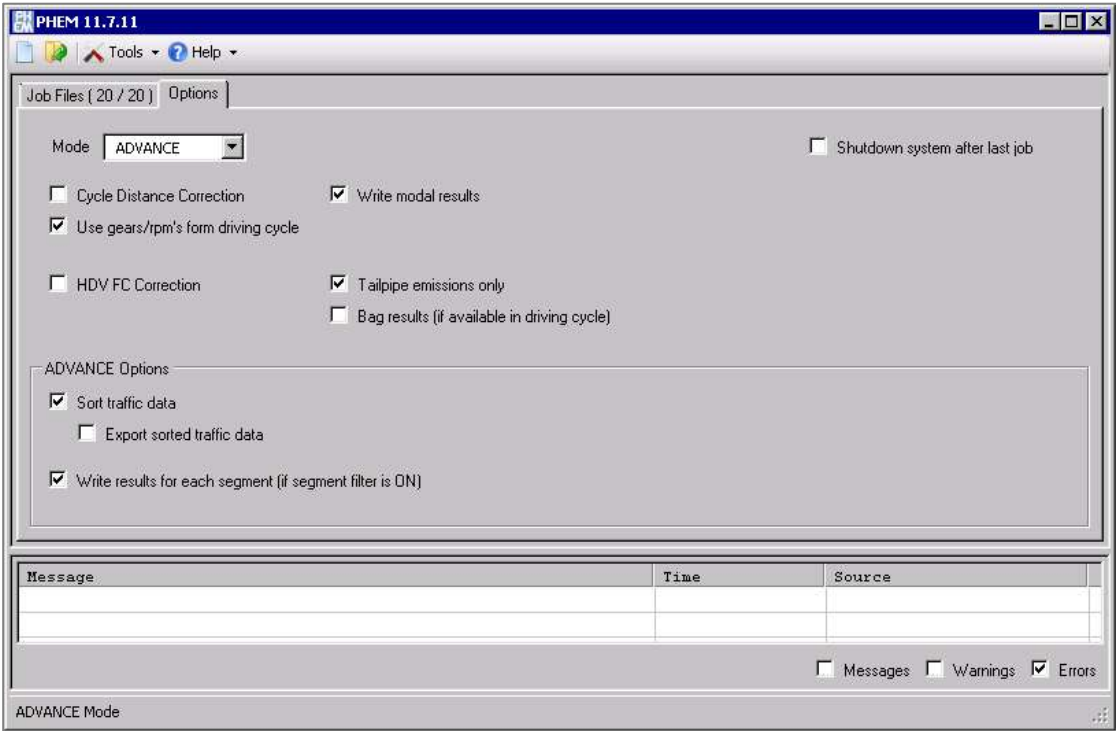 PHEM 11.7.11
Tools Help
Job Files ( 20 / 20 ) Options
Mode ADVANCE Shutdown system after last job
Cycle Distance Correction Write modal results
Use gears/rpm's form driving cycle
HDV FC Correction Tailpipe emissions only
Bag results (if available in driving cycle)
ADVANCE Options
Sort traffic data
Export sorted traffic data
Write results for each segment (if segment filter is ON)
Message Time Source
Messages Warnings Errors
ADVANCE Mode